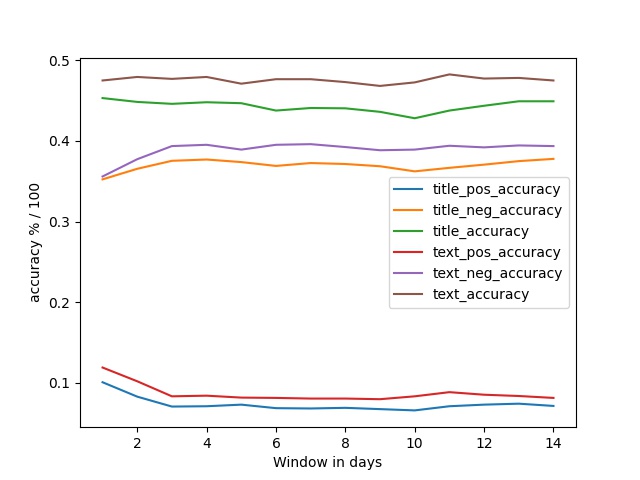 0.5
0.4
0.3
0.2
0.1
accuracy % / 100
title_pos_accuracy
title_neg_accuracy
title_accuracy
text_pos_accuracy
text_neg_accuracy
text_accuracy
2 4 6 8 10 12 14
Window in days